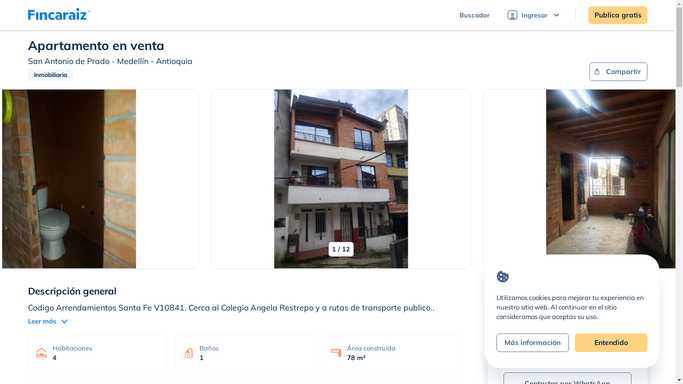 Fincaraiz
Buscador
Ingresar
Publica gratis
Apartamento en venta
San Antonio de Prado - Medellín - Antioquia
Inmobiliaria
Compartir
1 / 12
Descripción general
Codigo Arrendamientos Santa Fe V10841. Cerca al Colegio Angela Restrepo y a rutas de transporte publico..
Leer más
Habitaciones
4
Baños
1
Área construida
78 m²
Utilizamos cookies para mejorar tu experiencia en
nuestro sitio web. Al continuar en el sitio
consideramos que aceptas su uso.
Más información
Entendido
Contactar por WhatsApp